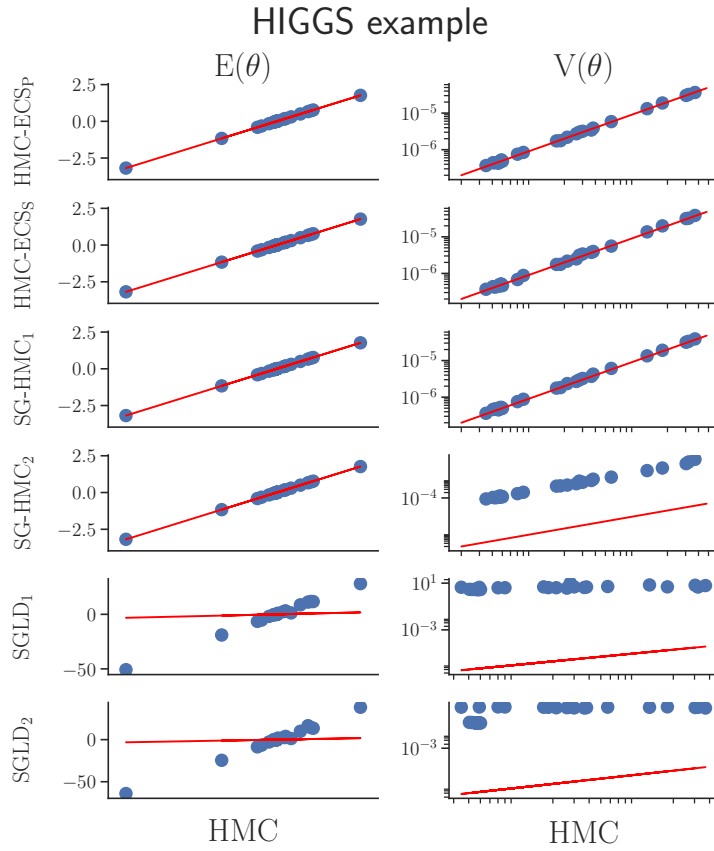 HIGGS example
E(θ) V(θ)
HMC-ECS_P
2.5
0.0
−2.5
10^−5
10^−6
HMC-ECS_S
2.5
0.0
−2.5
10^−5
10^−6
SG-HMC_1
2.5
0.0
−2.5
10^−5
10^−6
SG-HMC_2
2.5
0.0
−2.5
10^−4
SGLD_1
0
−50
10^1
10^−3
SGLD_2
0
−50
10^−3
HMC HMC